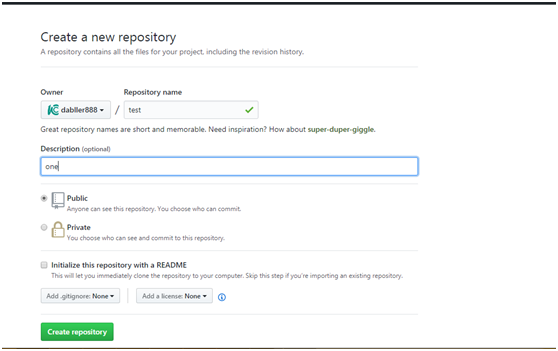 Create a new repository
A repository contains all the files for your project, including the revision history.
Owner
Repository name
dabller888 / test
Great repository names are short and memorable. Need inspiration? How about super-duper-giggle.
Description (optional)
one
Public
Anyone can see this repository. You choose who can commit.
Private
You choose who can see and commit to this repository.
Initialize this repository with a README
This will let you immediately clone the repository to your computer. Skip this step if you're importing an existing repository.
Add .gitignore: None
Add a license: None
Create repository